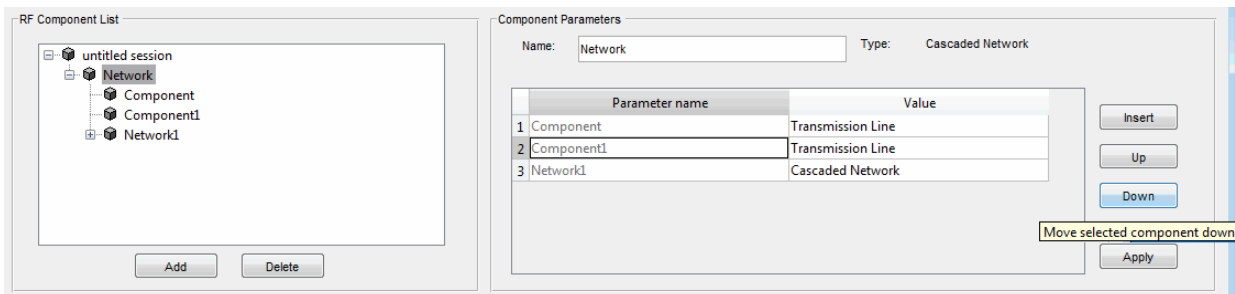 RF Component List
untitled session
Network
Component
Component1
Network1
Add Delete
Component Parameters
Name: Network Type: Cascaded Network
Parameter name Value
1 Component Transmission Line
2 Component1 Transmission Line
3 Network1 Cascaded Network
Insert
Up
Down
Move selected component down
Apply